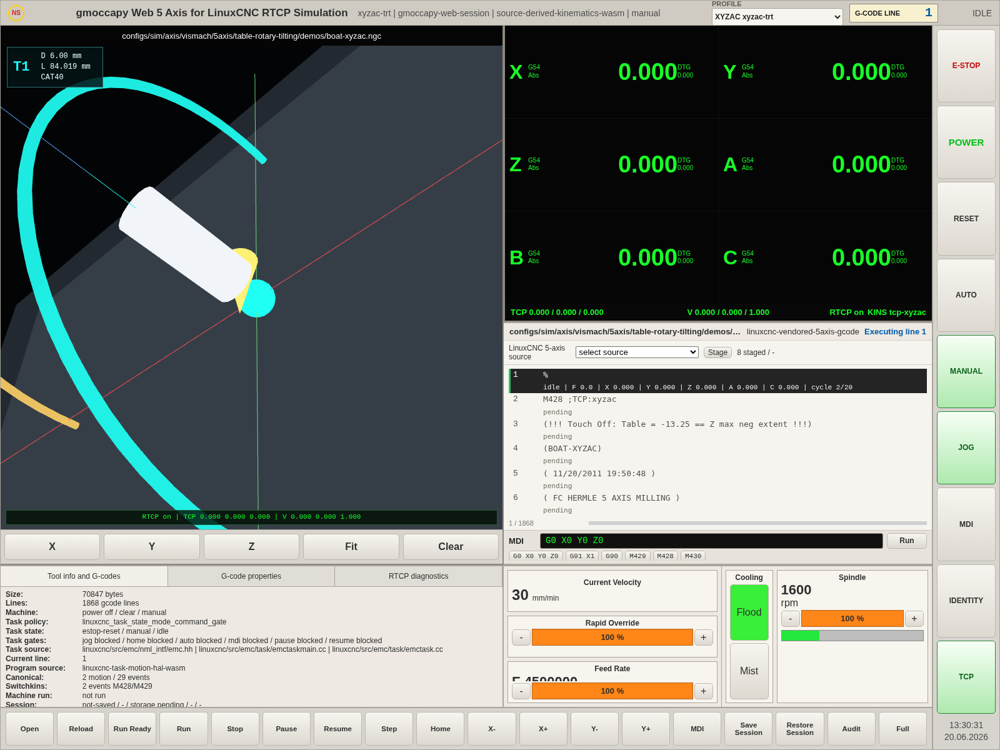 NS
gmoccapy Web 5 Axis for LinuxCNC RTCP Simulation
xyzac-trt | gmoccapy-web-session | source-derived-kinematics-wasm | manual
PROFILE
XYZAC xyzac-trt
G-CODE LINE 1
IDLE
configs/sim/axis/vismach/5axis/table-rotary-tilting/demos/boat-xyzac.ngc
T1
D 6.00 mm
L 84.019 mm
CAT40
RTCP on | TCP 0.000 0.000 0.000 | V 0.000 0.000 1.000
X
Y
Z
Fit
Clear
X G54 Abs 0.000 DTG 0.000
Y G54 Abs 0.000 DTG 0.000
Z G54 Abs 0.000 DTG 0.000
A G54 Abs 0.000 DTG 0.000
B G54 Abs 0.000 DTG 0.000
C G54 Abs 0.000 DTG 0.000
TCP 0.000 / 0.000 / 0.000
V 0.000 / 0.000 / 1.000
RTCP on KINS tcp-xyzac
configs/sim/axis/vismach/5axis/table-rotary-tilting/demos/…
linuxcnc-vendored-5axis-gcode
Executing line 1
LinuxCNC 5-axis
source
select source
Stage
8 staged / -
1 %
idle | F 0.0 | X 0.000 | Y 0.000 | Z 0.000 | A 0.000 | C 0.000 | cycle 2/20
2 M428 ;TCP:xyzac
pending
3 (!!! Touch Off: Table = -13.25 == Z max neg extent !!!)
pending
4 (BOAT-XYZAC)
pending
5 ( 11/20/2011 19:50:48 )
pending
6 ( FC HERMLE 5 AXIS MILLING )
pending
1 / 1868
MDI
G0 X0 Y0 Z0
Run
G0 X0 Y0 Z0
G91 X1
G90
M429
M428
M430
E-STOP
POWER
RESET
AUTO
MANUAL
JOG
MDI
IDENTITY
TCP
13:30:31
20.06.2026
Tool info and G-codes
G-code properties
RTCP diagnostics
Size: 70847 bytes
Lines: 1868 gcode lines
Machine: power off / clear / manual
Task policy: linuxcnc_task_state_mode_command_gate
Task state: estop-reset / manual / idle
Task gates: jog blocked / home blocked / auto blocked / mdi blocked / pause blocked / resume blocked
Task source: linuxcnc/src/emc/nml_intf/emc.hh | linuxcnc/src/emc/task/emctaskmain.cc | linuxcnc/src/emc/task/emctask.cc
Current line: 1
Program source: linuxcnc-task-motion-hal-wasm
Canonical: 2 motion / 29 events
Switchkins: 2 events M428/M429
Machine run: not run
Session: not-saved / - / storage pending / - / -
Current Velocity
30 mm/min
Rapid Override
- 100 % +
Feed Rate
F 4500000
- 100 % +
Cooling
Flood
Mist
Spindle
1600
rpm
- 100 % +
Open
Reload
Run Ready
Run
Stop
Pause
Resume
Step
Home
X-
X+
Y-
Y+
MDI
Save
Session
Restore
Session
Audit
Full